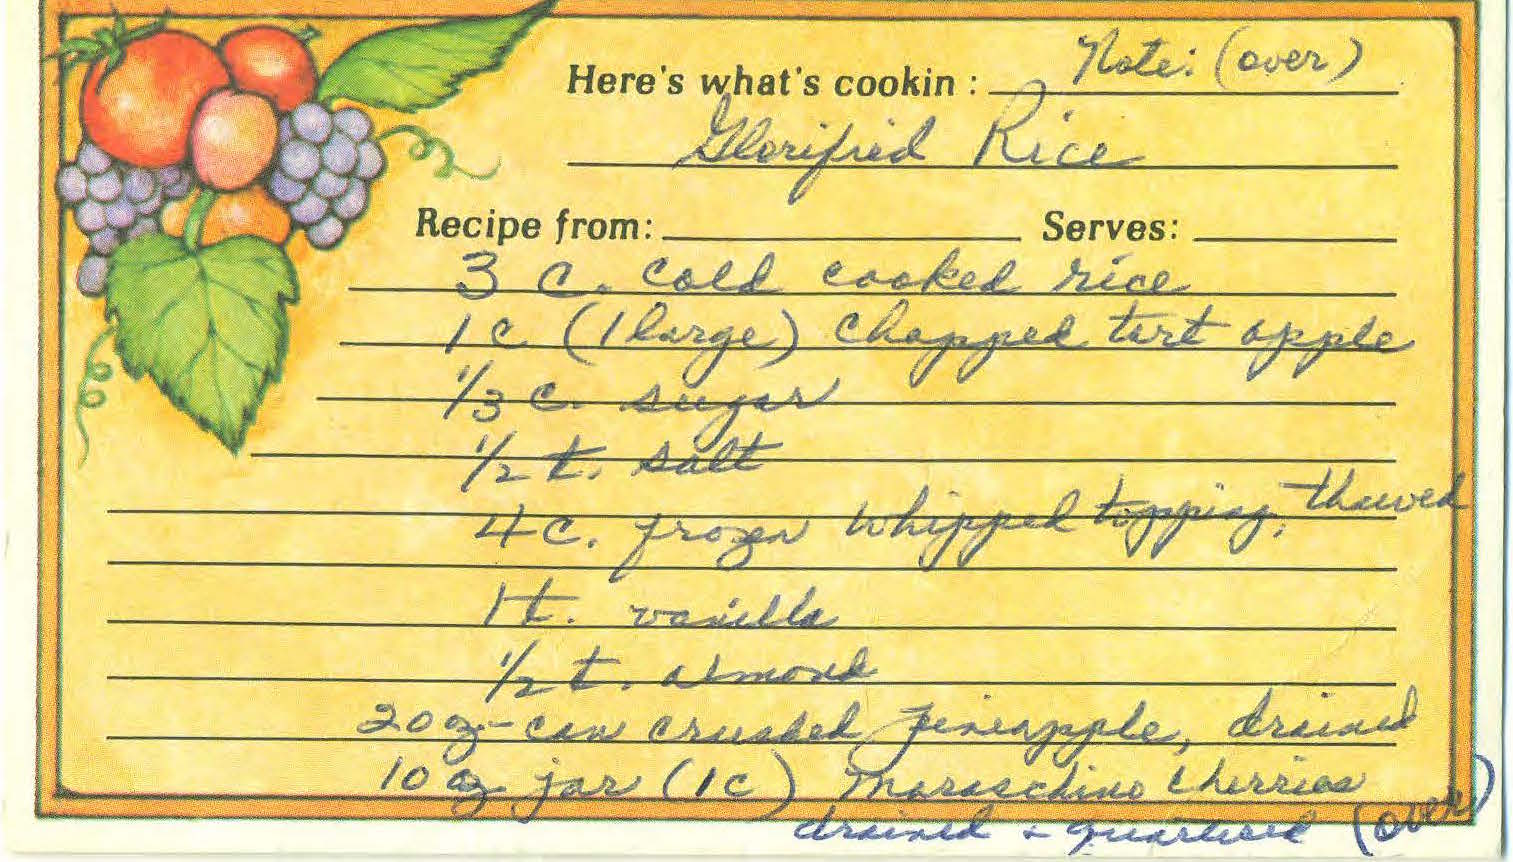 Here's what's cookin : Note: (over)
Glorified Rice
Recipe from: Serves:
3 c. cold cooked rice
1 c (1 large) chopped tart apple
1/3 c. sugar
1/2 t. salt
4 c. frozen whipped topping, thawed
1 t. vanilla
1/2 t. almond
20 oz-can crushed pineapple, drained
10 oz jar (1 c) maraschino cherries
drained + quartered (over)